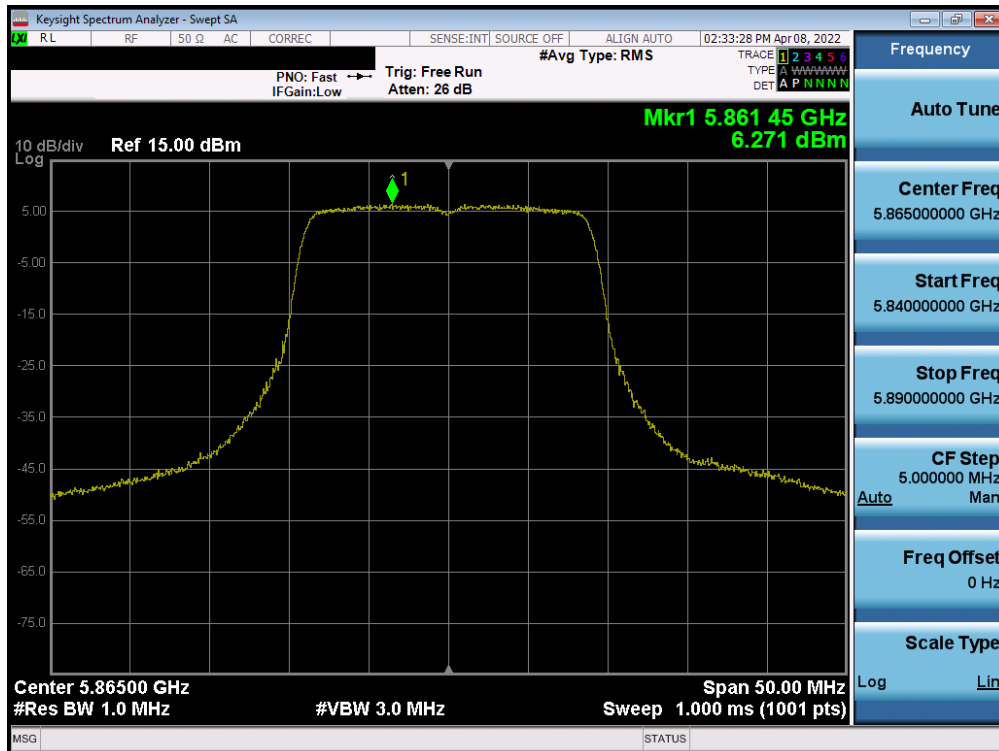 Keysight Spectrum Analyzer - Swept SA
LXI RL RF 50 Ω AC CORREC SENSE:INT SOURCE OFF ALIGN AUTO 02:33:28 PM Apr 08, 2022
#Avg Type: RMS
TRACE 1 2 3 4 5 6
PNO: Fast Trig: Free Run TYPE A WWWWW
IFGain:Low Atten: 26 dB DET A P N N N N
Mkr1 5.861 45 GHz
6.271 dBm
10 dB/div Ref 15.00 dBm
Log
1
5.00
-5.00
-15.0
-25.0
-35.0
-45.0
-55.0
-65.0
-75.0
Center 5.86500 GHz Span 50.00 MHz
#Res BW 1.0 MHz #VBW 3.0 MHz Sweep 1.000 ms (1001 pts)
MSG STATUS
Frequency
Auto Tune
Center Freq
5.865000000 GHz
Start Freq
5.840000000 GHz
Stop Freq
5.890000000 GHz
CF Step
5.000000 MHz
Auto Man
Freq Offset
0 Hz
Scale Type
Log Lin